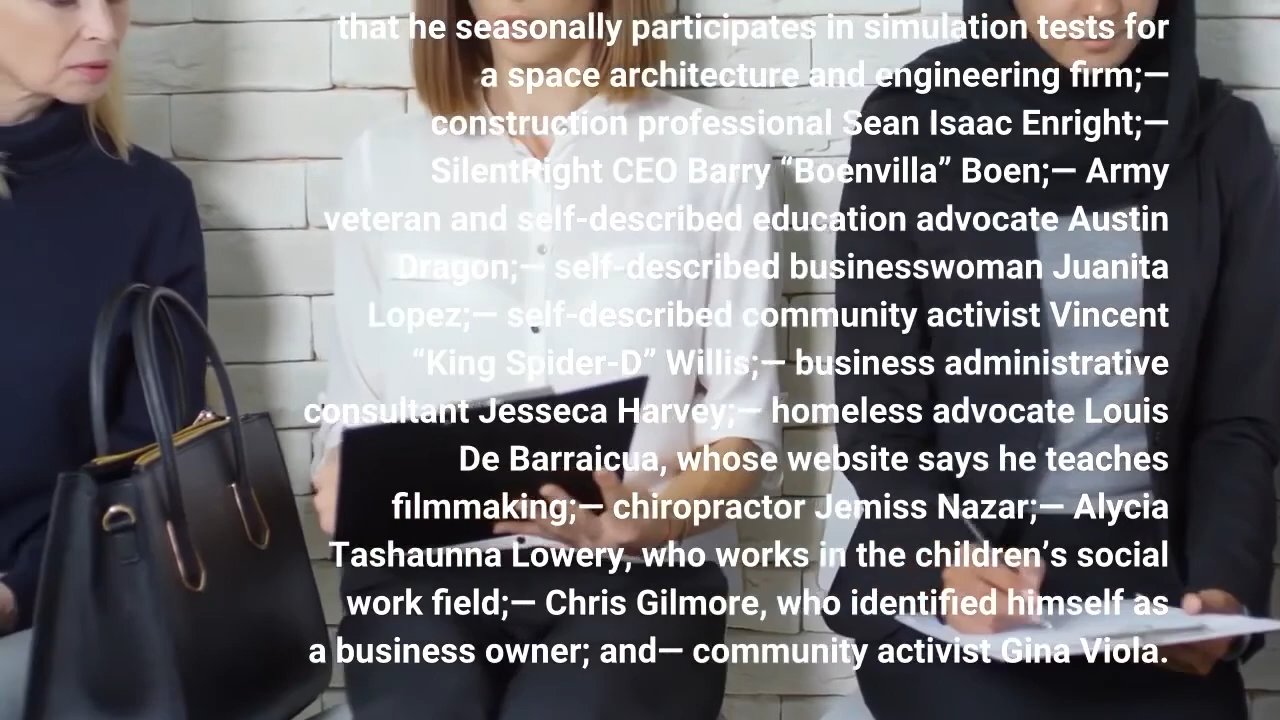 that he seasonally participates in simulation tests for
a space architecture and engineering firm;—
construction professional Sean Isaac Enright;—
SilentRight CEO Barry “Boenvilla” Boen;— Army
veteran and self-described education advocate Austin
Dragon;— self-described businesswoman Juanita
Lopez;— self-described community activist Vincent
“King Spider-D” Willis;— business administrative
consultant Jesseca Harvey;— homeless advocate Louis
De Barraicua, whose website says he teaches
filmmaking;— chiropractor Jemiss Nazar;— Alycia
Tashaunna Lowery, who works in the children’s social
work field;— Chris Gilmore, who identified himself as
a business owner; and— community activist Gina Viola.